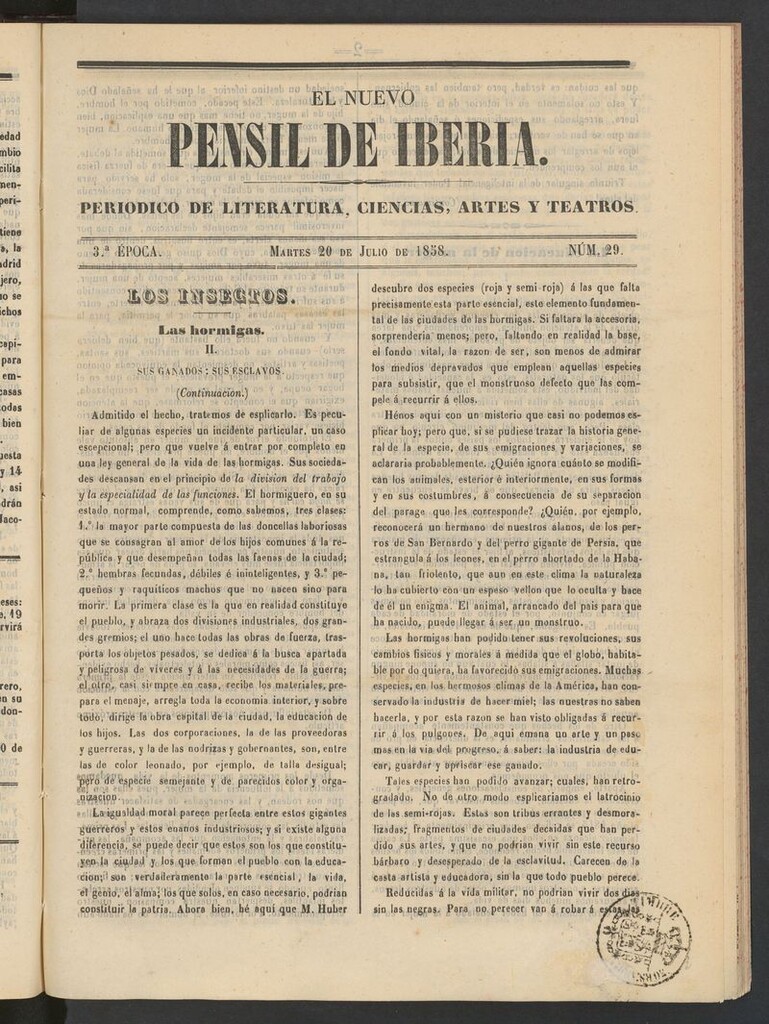 EL NUEVO
PENSIL DE IBERIA.
PERIODICO DE LITERATURA, CIENCIAS, ARTES Y TEATROS.
3.ª ÉPOCA. MARTES 20 DE JULIO DE 1858. NÚM. 29.
LOS INSECTOS.
Las hormigas.
II.
SUS GANADOS: SUS ESCLAVOS.
(Continuacion.)
Admitido el hecho, tratemos de esplicarlo. Es pecu-
liar de algunas especies un incidente particular, un caso
escepcional; pero que vuelve á entrar por completo en
una ley general de la vida de las hormigas. Sus socieda-
des descansan en el principio de la division del trabajo
y la especialidad de las funciones. El hormiguero, en su
estado normal, comprende, como sabemos, tres clases:
1.ª la mayor parte compuesta de las doncellas laboriosas
que se consagran al amor de los hijos comunes á la re-
pública y que desempeñan todas las faenas de la ciudad;
2.ª hembras fecundas, débiles é ininteligentes, y 3.ª pe-
queños y raquíticos machos que no nacen sino para
morir. La primera clase es la que en realidad constituye
el pueblo, y abraza dos divisiones industriales, dos gran-
des gremios; el uno hace todas las obras de fuerza, tras-
porta los objetos pesados, se dedica á la busca apartada
y peligrosa de víveres y á las necesidades de la guerra;
el otro, casi siempre en casa, recibe los materiales, pre-
para el menaje, arregla toda la economia interior, y sobre
todo, dirige la obra capital de la ciudad, la educacion de
los hijos. Las dos corporaciones, la de las proveedoras
y guerreras, y la de las nodrizas y gobernantes, son, entre
las de color leonado, por ejemplo, de talla desigual;
pero de especie semejante y de parecidos color y orga-
nizacion.
La igualdad moral parece perfecta entre estos gigantes
guerreros y estos enanos industriosos; y si existe alguna
diferencia, se puede decir que estos son los que constitu-
yen la ciudad y los que forman el pueblo con la educa-
cion; son verdaderamente la parte esencial, la vida,
el genio, el alma; los que solos, en caso necesario, podrian
constituir la patria. Ahora bien, hé aquí que M. Huber
descubre dos especies (roja y semi-roja) á las que falta
precisamente esta parte esencial, este elemento fundamen-
tal de las ciudades de las hormigas. Si faltara la accesoria,
sorprenderia menos; pero, faltando en realidad la base,
el fondo vital, la razon de ser, son menos de admirar
los medios depravados que emplean aquellas especies
para subsistir, que el monstruoso defecto que las com-
pele á recurrir á ellos.
Hénos aquí con un misterio que casi no podemos es-
plicar hoy; pero que, si se pudiese trazar la historia gene-
ral de la especie, de sus emigraciones y variaciones, se
aclararia probablemente. ¿Quién ignora cuánto se modifi-
can los animales, esterior é interiormente, en sus formas
y en sus costumbres, á consecuencia de su separacion
del parage que les corresponde? ¿Quién, por ejemplo,
reconocerá un hermano de nuestros alanos, de los per-
ros de San Bernardo y del perro gigante de Persia, que
estrangula á los leones, en el perro abortado de la Haba-
na, tan friolento, que aun en este clima la naturaleza
lo ha cubierto con un espeso vellon que lo oculta y hace
de él un enigma. El animal, arrancado del pais para que
ha nacido, puede llegar á ser un monstruo.
Las hormigas han podido tener sus revoluciones, sus
cambios físicos y morales á medida que el globo, habita-
ble por do quiera, ha favorecido sus emigraciones. Muchas
especies, en los hermosos climas de la América, han con-
servado la industria de hacer miel; las nuestras no saben
hacerla, y por esta razon se han visto obligadas á recur-
rir á los pulgones. De aqui emana un arte y un paso
mas en la via del progreso, á saber: la industria de edu-
car, guardar y apriscar ese ganado.
Tales especies han podido avanzar; cuales, han retro-
gradado. No de otro modo esplicariamos el latrocinio
de las semi-rojas. Estas son tribus errantes y desmora-
lizadas; fragmentos de ciudades decaidas que han per-
dido sus artes, y que no podrian vivir sin este recurso
bárbaro y desesperado de la esclavitud. Carecen de la
casta artista y educadora, sin la que todo pueblo perece.
Reducidas á la vida militar, no podrian vivir dos dias
sin las negras. Para no perecer van á robar á estas las